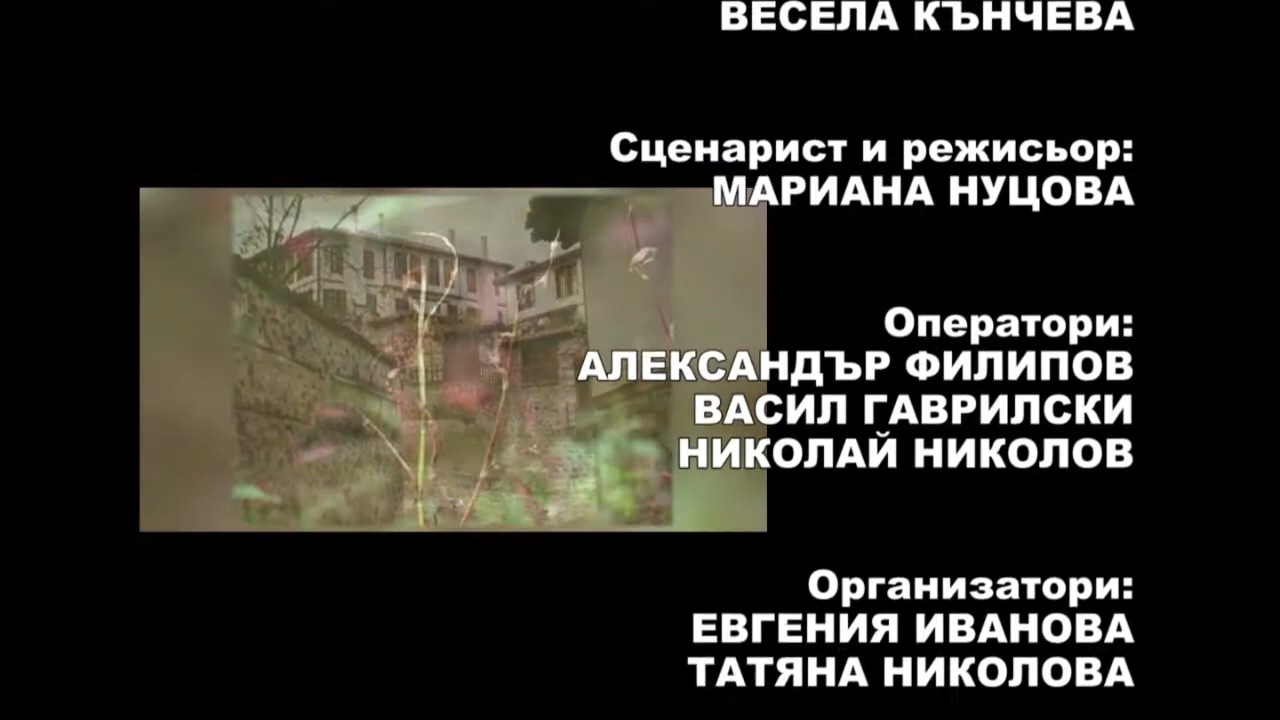 ВЕСЕЛА КЪНЧЕВА
Сценарист и режисьор:
МАРИАНА НУЦОВА
Оператори:
АЛЕКСАНДЪР ФИЛИПОВ
ВАСИЛ ГАВРИЛСКИ
НИКОЛАЙ НИКОЛОВ
Организатори:
ЕВГЕНИЯ ИВАНОВА
ТАТЯНА НИКОЛОВА